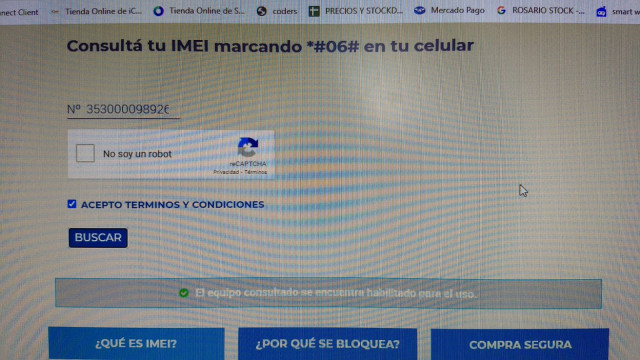 nect Client
Tienda Online de iC...
Tienda Online de S...
coders
PRECIOS Y STOCKD...
Mercado Pago
ROSARIO STOCK -...
smart w
Consultá tu IMEI marcando *#06# en tu celular
Nº 35300009892
No soy un robot
reCAPTCHA
Privacidad - Términos
ACEPTO TERMINOS Y CONDICIONES
BUSCAR
El equipo consultado se encuentra habilitado para el uso.
¿QUÉ ES IMEI?
¿POR QUÉ SE BLOQUEA?
COMPRA SEGURA